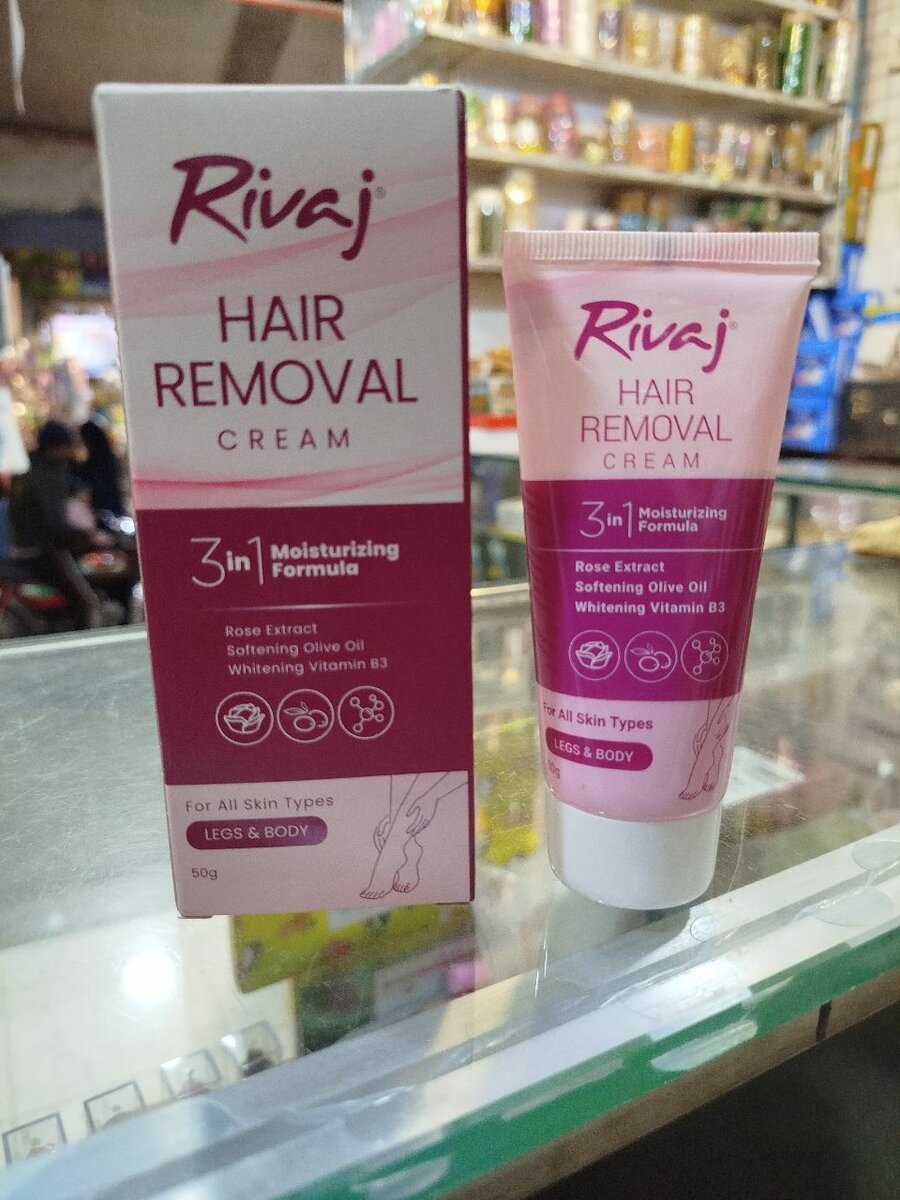 Rivaj
HAIR
REMOVAL
CREAM
3in1 Moisturizing
Formula
Rose Extract
Softening Olive Oil
Whitening Vitamin B3
For All Skin Types
LEGS & BODY
50g
Rivaj
HAIR
REMOVAL
CREAM
3in1 Moisturizing
Formula
Rose Extract
Softening Olive Oil
Whitening Vitamin B3
For All Skin Types
LEGS & BODY
50g